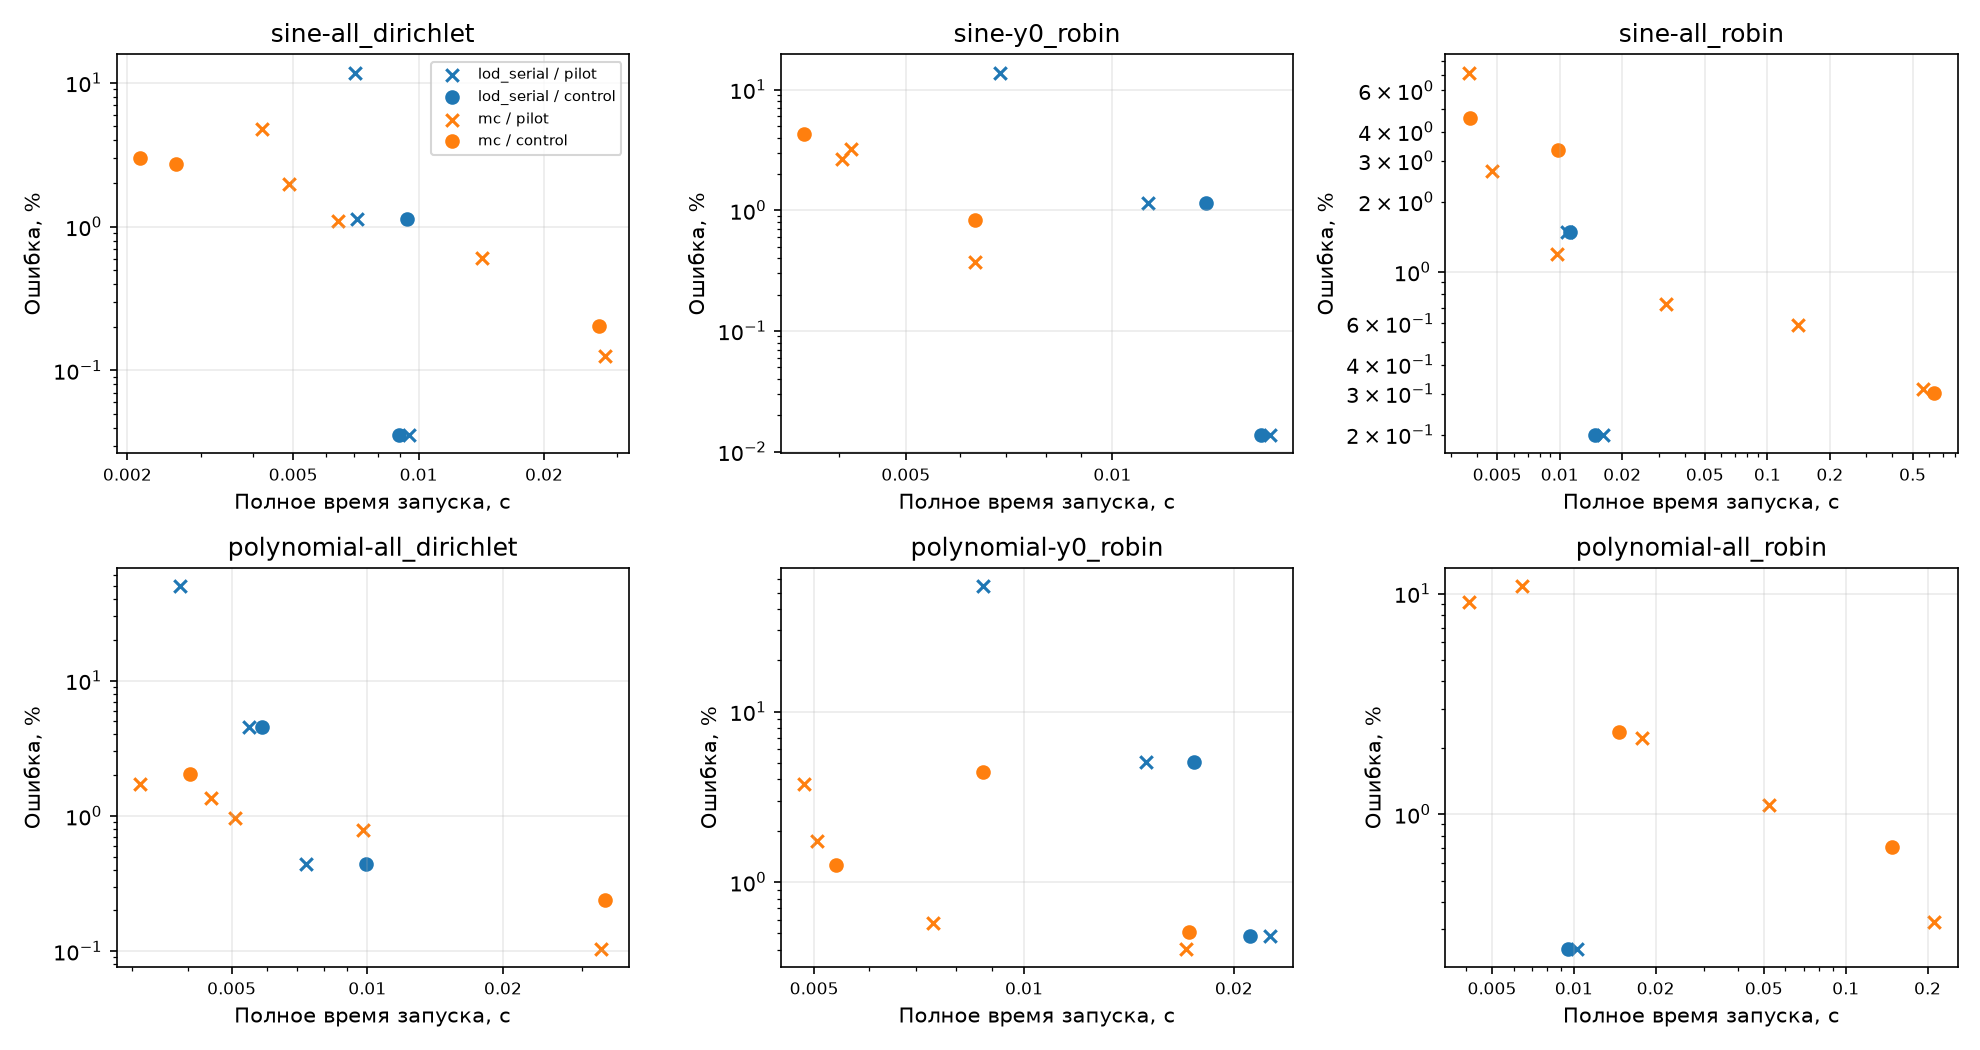 sine-all_dirichlet
Ошибка, %
10¹
10⁰
10⁻¹
lod_serial / pilot
lod_serial / control
mc / pilot
mc / control
0.002 0.005 0.01 0.02
Полное время запуска, с
sine-y0_robin
Ошибка, %
10¹
10⁰
10⁻¹
10⁻²
0.005 0.01
Полное время запуска, с
sine-all_robin
Ошибка, %
6 × 10⁰
4 × 10⁰
3 × 10⁰
2 × 10⁰
10⁰
6 × 10⁻¹
4 × 10⁻¹
3 × 10⁻¹
2 × 10⁻¹
0.005 0.01 0.02 0.05 0.1 0.2 0.5
Полное время запуска, с
polynomial-all_dirichlet
Ошибка, %
10¹
10⁰
10⁻¹
0.005 0.01 0.02
Полное время запуска, с
polynomial-y0_robin
Ошибка, %
10¹
10⁰
0.005 0.01 0.02
Полное время запуска, с
polynomial-all_robin
Ошибка, %
10¹
10⁰
0.005 0.01 0.02 0.05 0.1 0.2
Полное время запуска, с